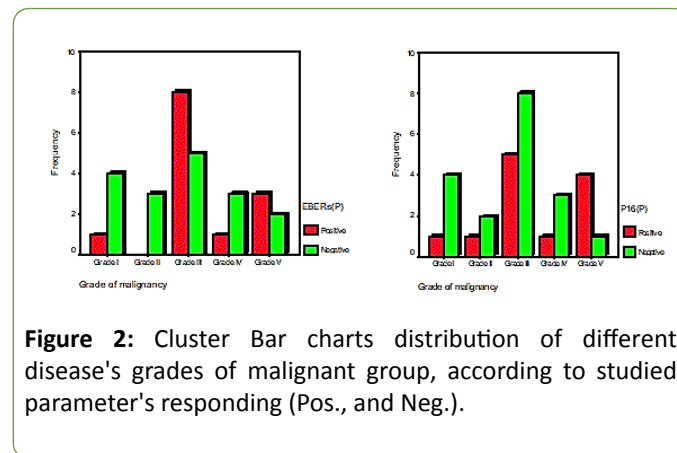 10
8
6
4
2
0
Frequency
Grade I Grade II Grade III Grade IV Grade V
Grade of malignancy
EBERs(P)
Positive
Negative
10
8
6
4
2
0
Frequency
Grade I Grade II Grade III Grade IV Grade V
Grade of malignancy
P16(P)
Positive
Negative
Figure 2: Cluster Bar charts distribution of different
disease's grades of malignant group, according to studied
parameter's responding (Pos., and Neg.).